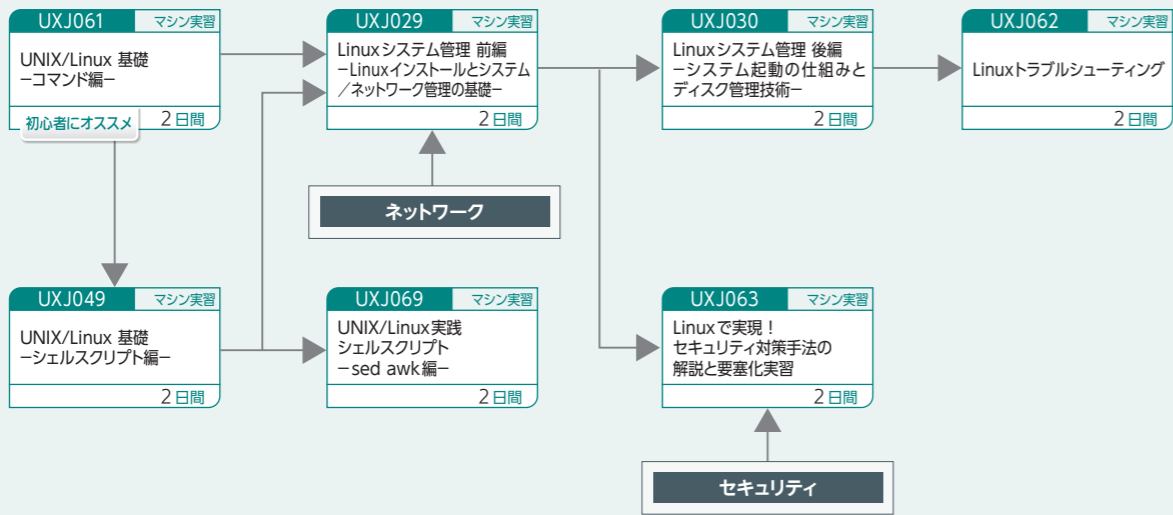 UXJ061 マシン実習
UNIX/Linux 基礎
−コマンド編−
初心者にオススメ 2日間
UXJ029 マシン実習
Linuxシステム管理 前編
−Linuxインストールとシステム
／ネットワーク管理の基礎−
2日間
UXJ030 マシン実習
Linuxシステム管理 後編
−システム起動の仕組みと
ディスク管理技術−
2日間
UXJ062 マシン実習
Linuxトラブルシューティング
2日間
ネットワーク
UXJ049 マシン実習
UNIX/Linux 基礎
−シェルスクリプト編−
2日間
UXJ069 マシン実習
UNIX/Linux実践
シェルスクリプト
−sed awk編−
2日間
UXJ063 マシン実習
Linuxで実現！
セキュリティ対策手法の
解説と要塞化実習
2日間
セキュリティ